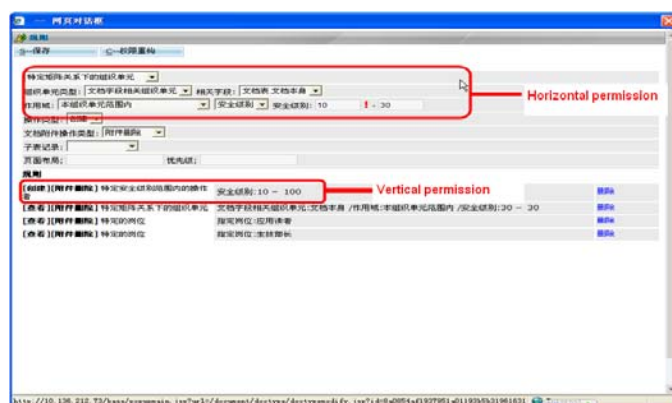 — 网页对话框
规则
S—保存 C—权限重构
特定矩阵关系下的组织单元
组织单元类型: 文档字段相关组织单元 相关字段: 文档表 文档本身
作用域: 本组织单元范围内 安全级别 安全级别: 10 ! - 30
Horizontal permission
操作类型: 创建
文档附件操作类型: 附件删除
子表记录:
页面布局: 优先级:
规则
[创建][附件删除] 特定安全级别范围内的操作者 安全级别:10 - 100 删除
Vertical permission
[查看][附件删除] 特定矩阵关系下的组织单元 文档字段相关组织单元:文档本身 /作用域:本组织单元范围内 /安全级别:30 - 30 删除
[查看][附件删除] 特定的岗位 指定岗位:应用读者 删除
[查看][附件删除] 特定的岗位 指定岗位:生技部长 删除